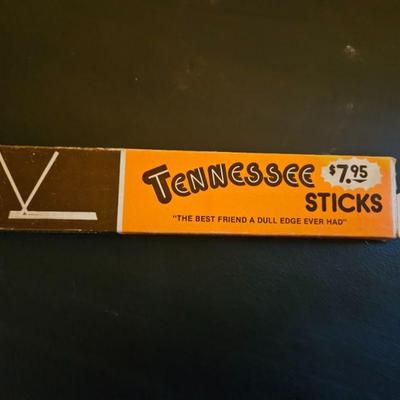 TENNESSEE
$7.95
STICKS
"THE BEST FRIEND A DULL EDGE EVER HAD"